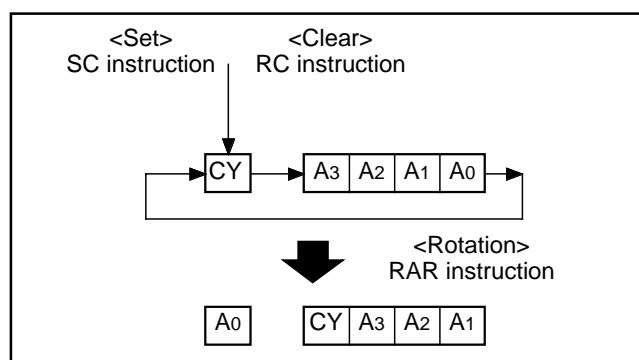 <Set> <Clear>
SC instruction RC instruction
CY A3 A2 A1 A0
<Rotation>
RAR instruction
A0 CY A3 A2 A1